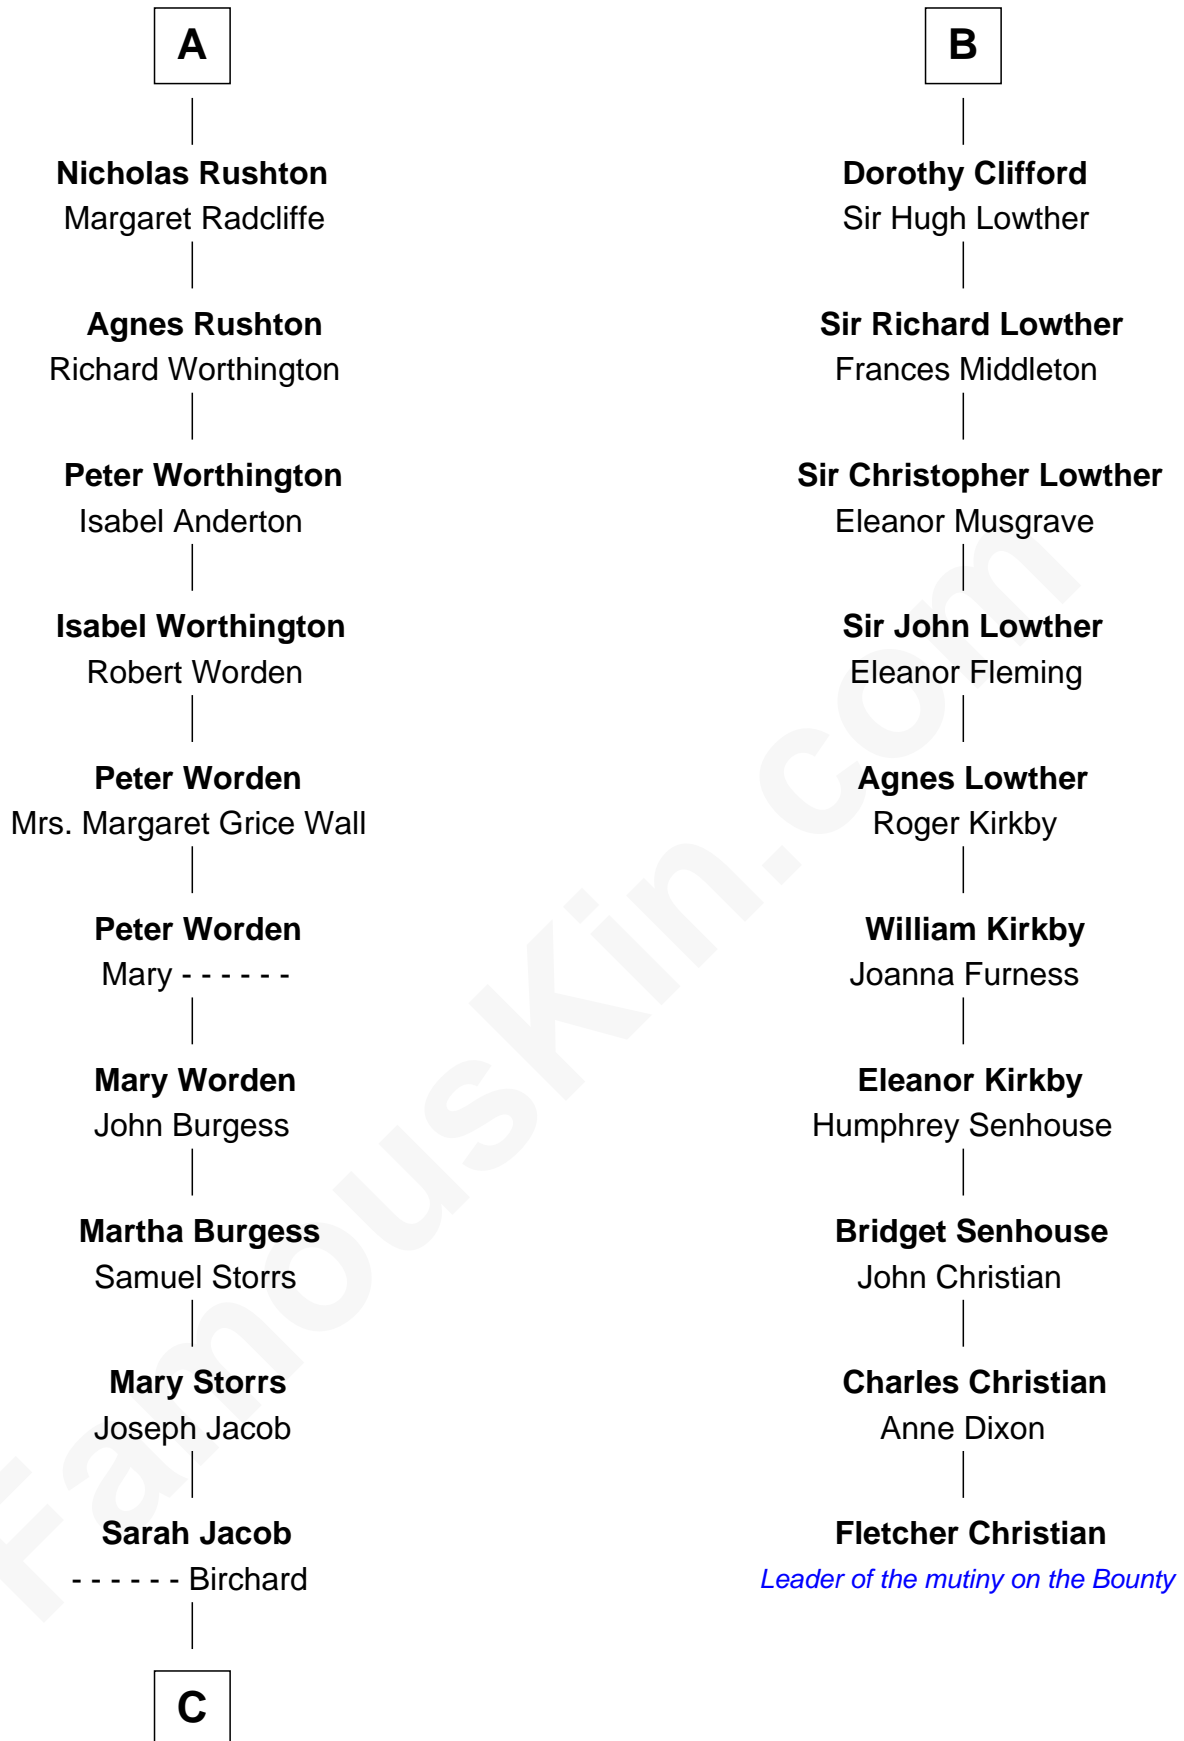 A
Nicholas Rushton
Margaret Radcliffe
Agnes Rushton
Richard Worthington
Peter Worthington
Isabel Anderton
Isabel Worthington
Robert Worden
Peter Worden
Mrs. Margaret Grice Wall
Peter Worden
Mary - - - - - -
Mary Worden
John Burgess
Martha Burgess
Samuel Storrs
Mary Storrs
Joseph Jacob
Sarah Jacob
- - - - - - Birchard
C
B
Dorothy Clifford
Sir Hugh Lowther
Sir Richard Lowther
Frances Middleton
Sir Christopher Lowther
Eleanor Musgrave
Sir John Lowther
Eleanor Fleming
Agnes Lowther
Roger Kirkby
William Kirkby
Joanna Furness
Eleanor Kirkby
Humphrey Senhouse
Bridget Senhouse
John Christian
Charles Christian
Anne Dixon
Fletcher Christian
Leader of the mutiny on the Bounty
FamousKin.com